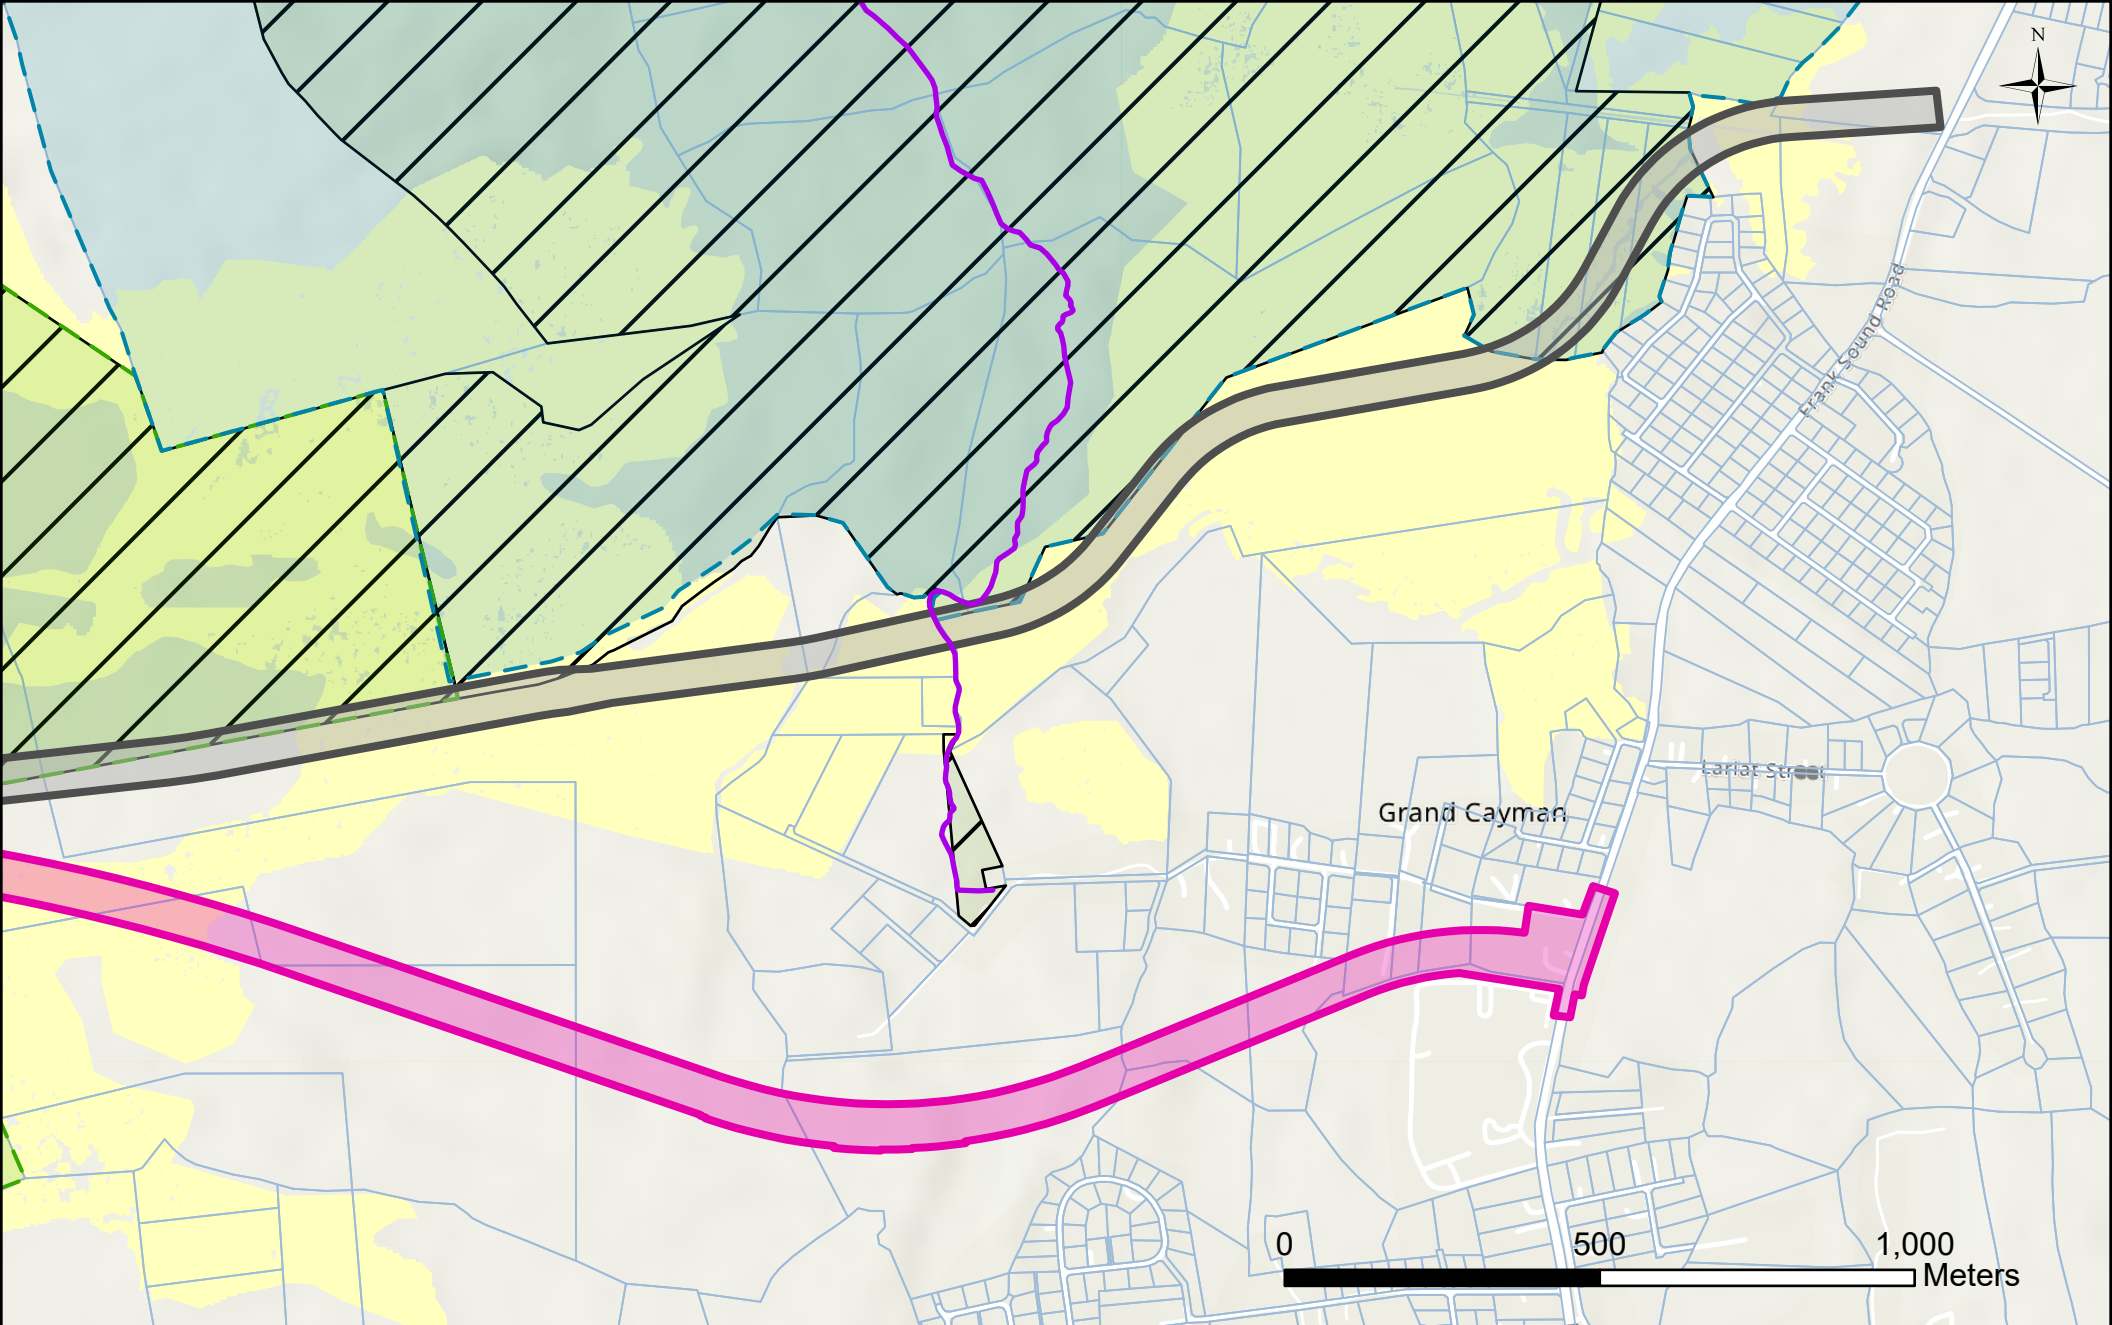 N
Frank Sound Road
Lariat Street
Grand Cayman
0 500 1,000
Meters